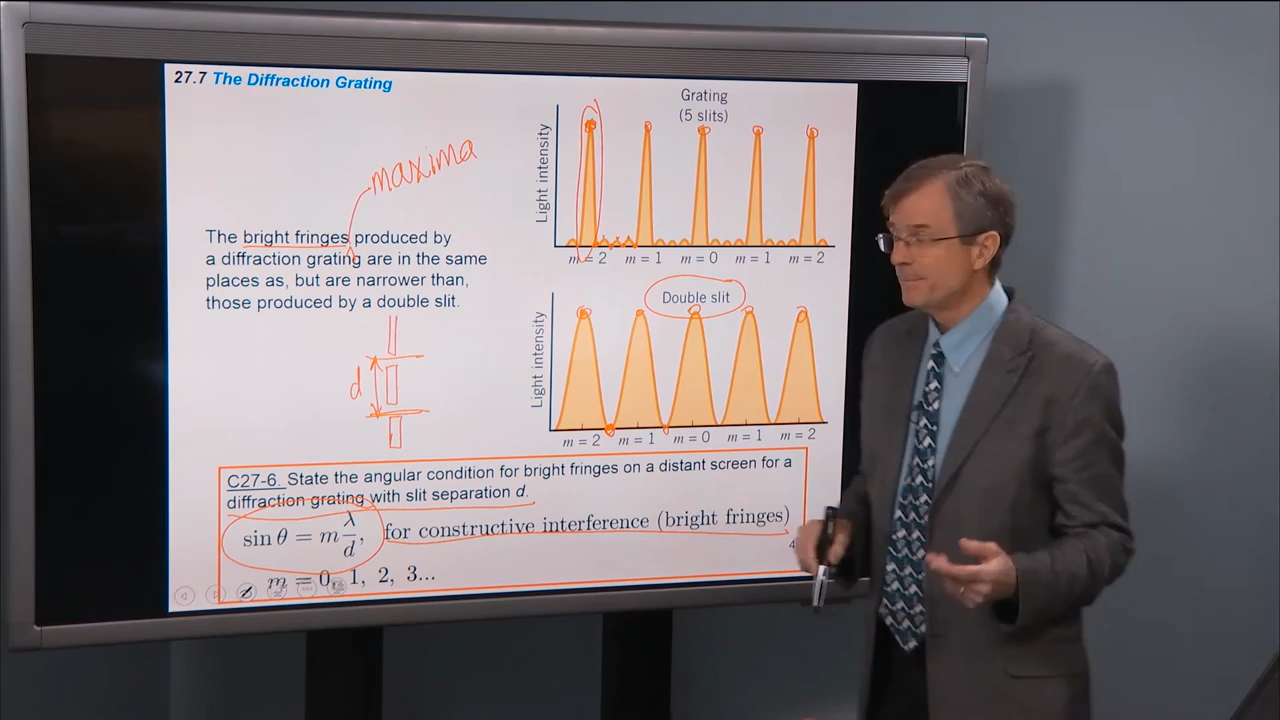 27.7 The Diffraction Grating
maxima
The bright fringes produced by
a diffraction grating are in the same
places as, but are narrower than,
those produced by a double slit.
d
Grating
(5 slits)
Light intensity
m = 2 m = 1 m = 0 m = 1 m = 2
Double slit
Light intensity
m = 2 m = 1 m = 0 m = 1 m = 2
C27-6. State the angular condition for bright fringes on a distant screen for a
diffraction grating with slit separation d.
sin θ = m λ/d, for constructive interference (bright fringes)
m = 0, 1, 2, 3...